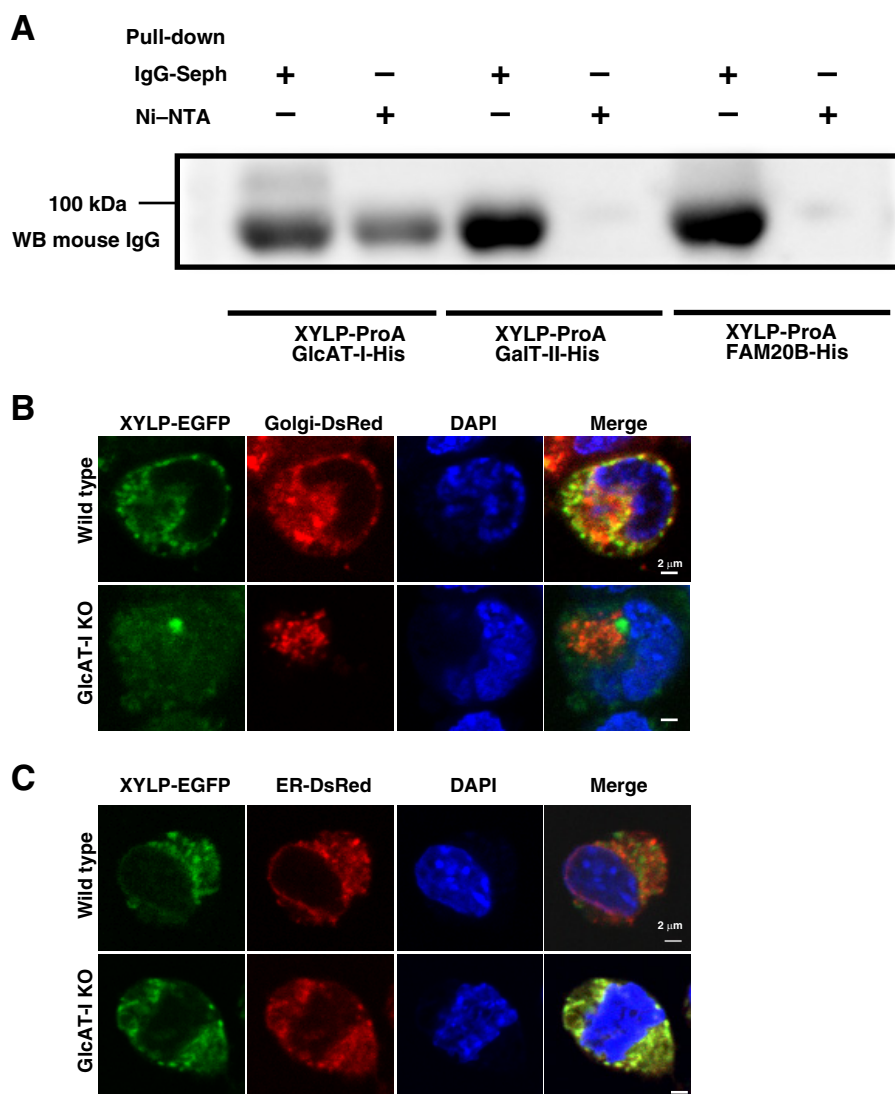 A
Pull-down
IgG-Seph + − + − + −
Ni–NTA − + − + − +
100 kDa
WB mouse IgG
XYLP-ProA XYLP-ProA XYLP-ProA
GlcAT-I-His GalT-II-His FAM20B-His
B
XYLP-EGFP Golgi-DsRed DAPI Merge
Wild type
2 μm
GlcAT-I KO
C
XYLP-EGFP ER-DsRed DAPI Merge
Wild type
2 μm
GlcAT-I KO